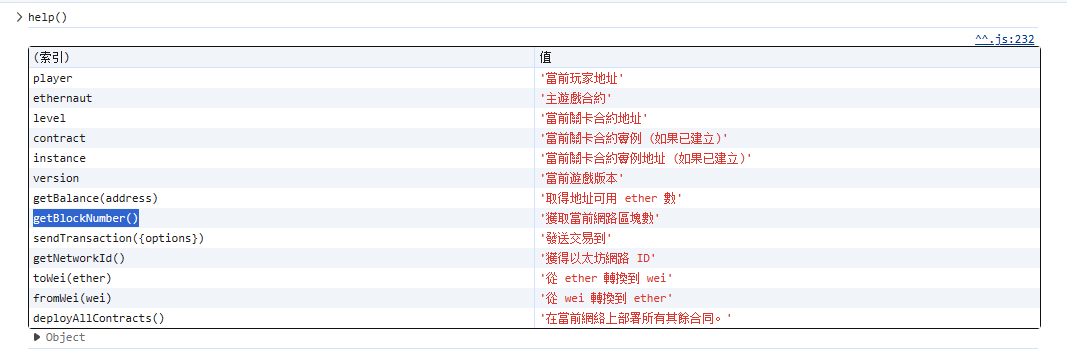 > help()
^^.js:232
(索引) 值
player '當前玩家地址'
ethernaut '主遊戲合約'
level '當前關卡合約地址'
contract '當前關卡合約實例 (如果已建立)'
instance '當前關卡合約實例地址 (如果已建立)'
version '當前遊戲版本'
getBalance(address) '取得地址可用 ether 數'
getBlockNumber() '獲取當前網路區塊數'
sendTransaction({options}) '發送交易到'
getNetworkId() '獲得以太坊網路 ID'
toWei(ether) '從 ether 轉換到 wei'
fromWei(wei) '從 wei 轉換到 ether'
deployAllContracts() '在當前網絡上部署所有其餘合同。'
▶ Object